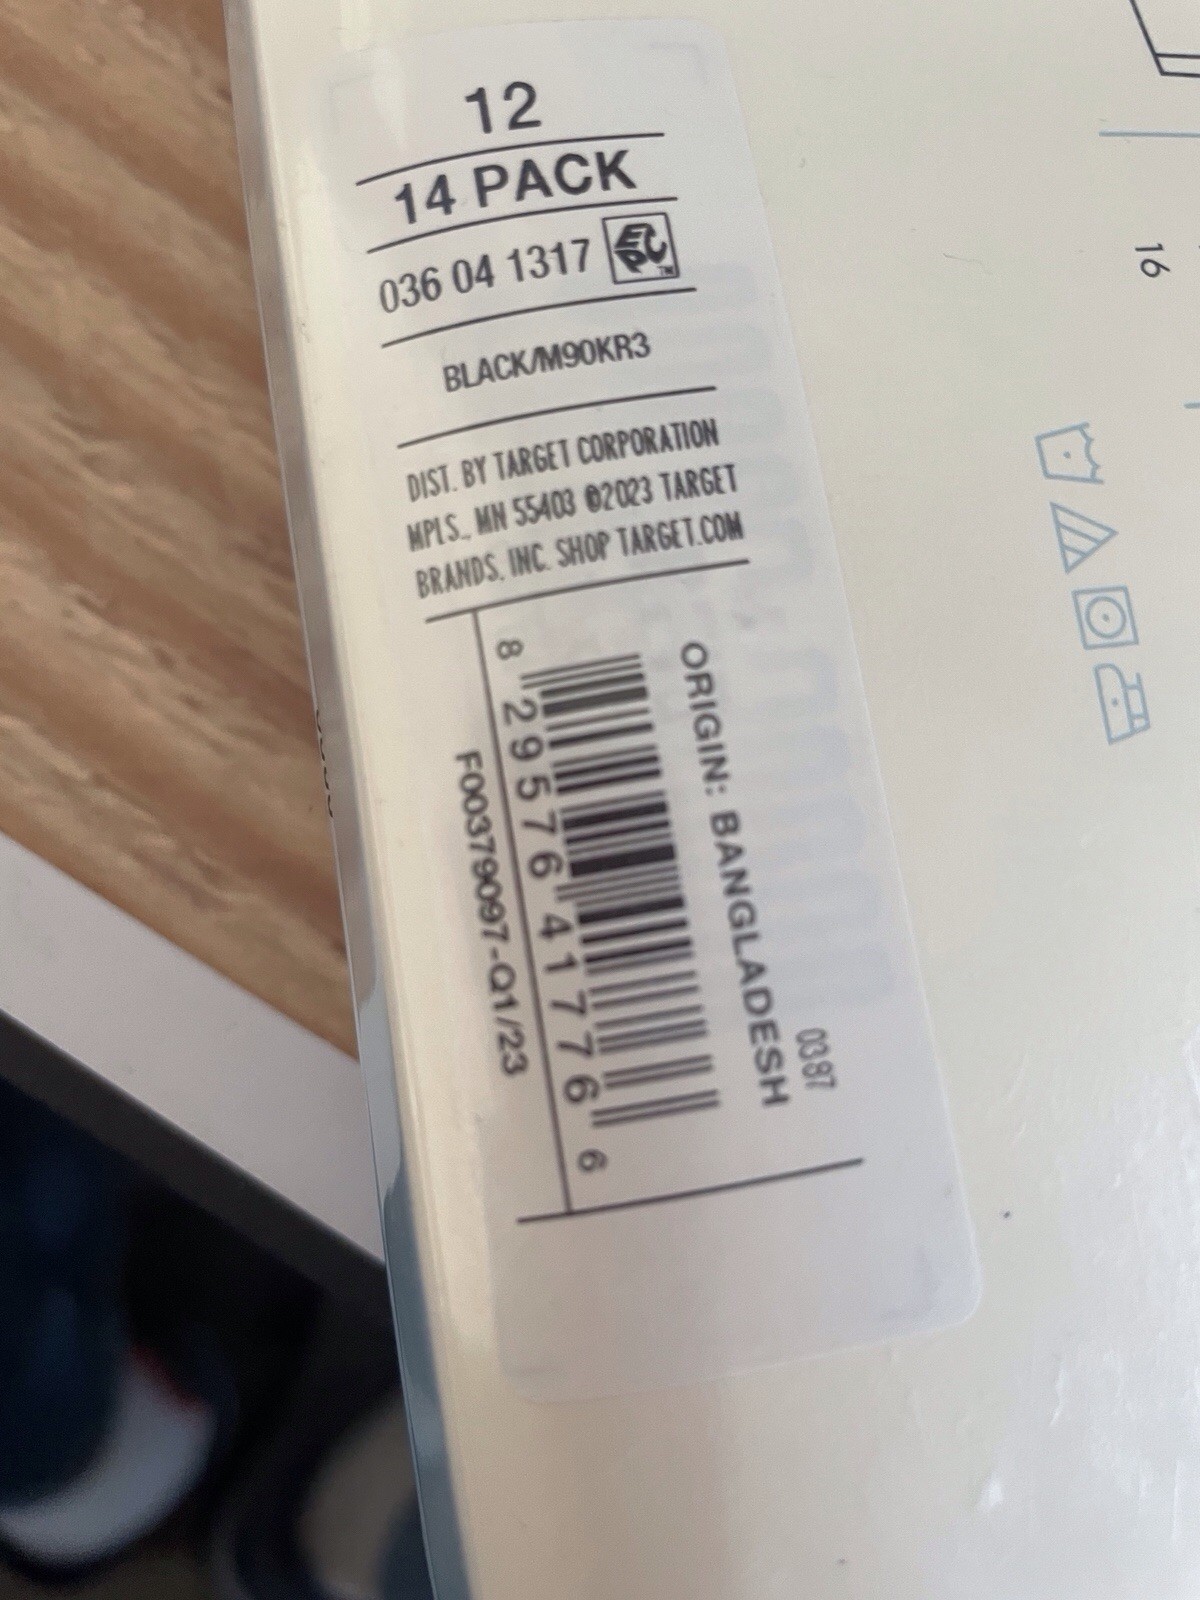 12
14 PACK
036 04 1317 EPC™
BLACK/M90KR3
DIST. BY TARGET CORPORATION
MPLS., MN 55403 ©2023 TARGET
BRANDS, INC. SHOP TARGET.COM
0387
ORIGIN: BANGLADESH
8 29576 41776 6
F00379097-Q1/23
16